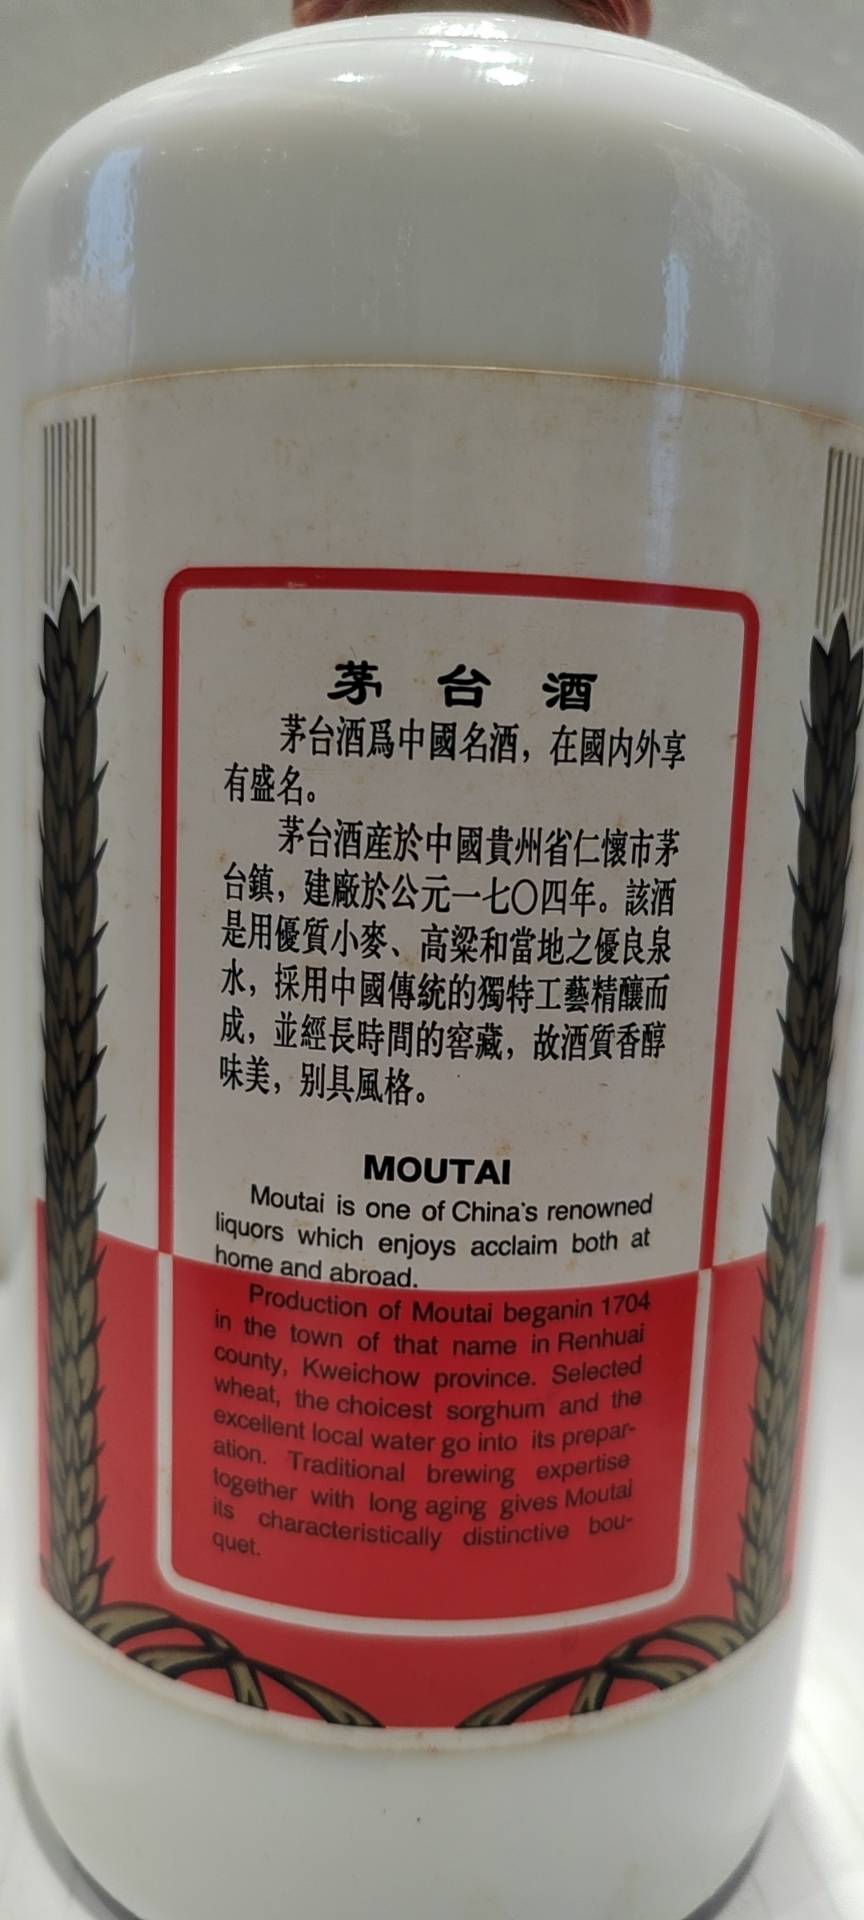 茅台酒
茅台酒爲中國名酒，在國内外享
有盛名。
茅台酒産於中國貴州省仁懷市茅
台鎮，建廠於公元一七〇四年。該酒
是用優質小麥、高粱和當地之優良泉
水，採用中國傳統的獨特工藝精釀而
成，並經長時間的窖藏，故酒質香醇
味美，别具風格。
MOUTAI
Moutai is one of China's renowned
liquors which enjoys acclaim both at
home and abroad.
Production of Moutai beganin 1704
in the town of that name in Renhuai
county, Kweichow province. Selected
wheat, the choicest sorghum and the
excellent local water go into its prepar-
ation. Traditional brewing expertise
together with long aging gives Moutai
its characteristically distinctive bou-
quet.